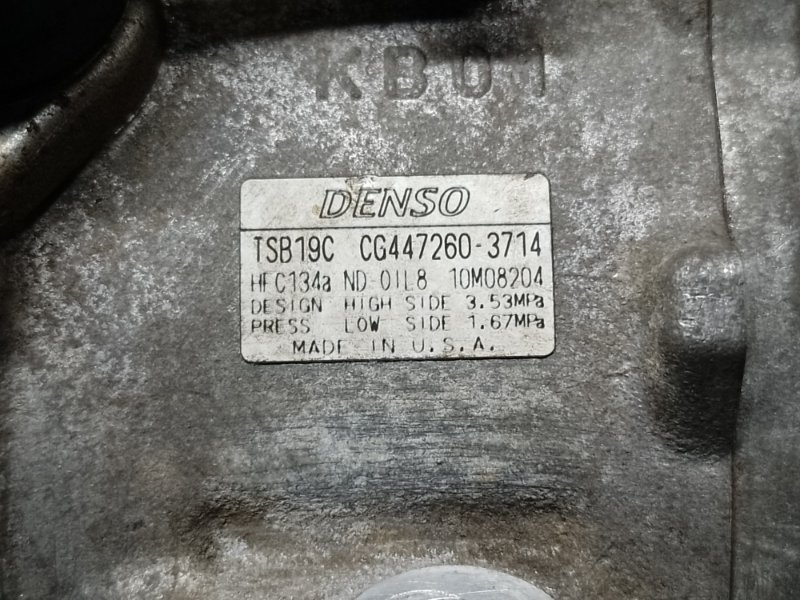 KB01
DENSO
TSB19C CG447260-3714
HFC134a ND-OIL8 10M08204
DESIGN HIGH SIDE 3.53MPa
PRESS LOW SIDE 1.67MPa
MADE IN U.S.A.